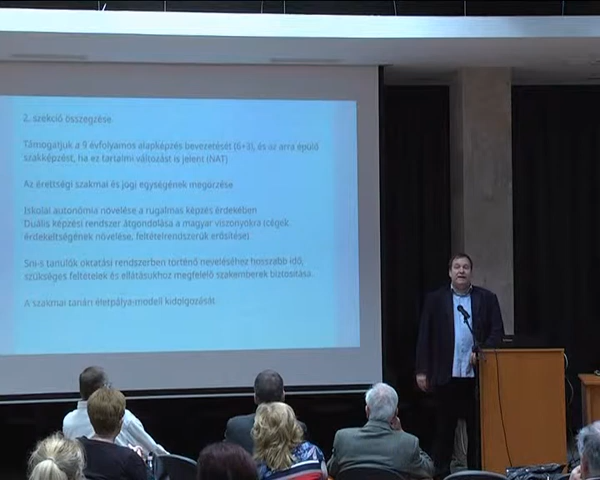 2. szekció összegzése
Támogatjuk a 9 évfolyamos alapképzés bevezetését (6+3), és az arra épülő
szakképzést, ha ez tartalmi változást is jelent (NAT)
Az érettségi szakmai és jogi egységének megőrzése
Iskolai autonómia növelése a rugalmas képzés érdekében
Duális képzési rendszer átgondolása a magyar viszonyokra (cégek
érdekeltségének növelése, feltételrendszerük erősítése)
Sni-s tanulók oktatási rendszerben történő neveléséhez hosszabb idő,
szükséges feltételek és ellátásukhoz megfelelő szakemberek biztosítása.
A szakmai tanári életpálya-modell kidolgozását